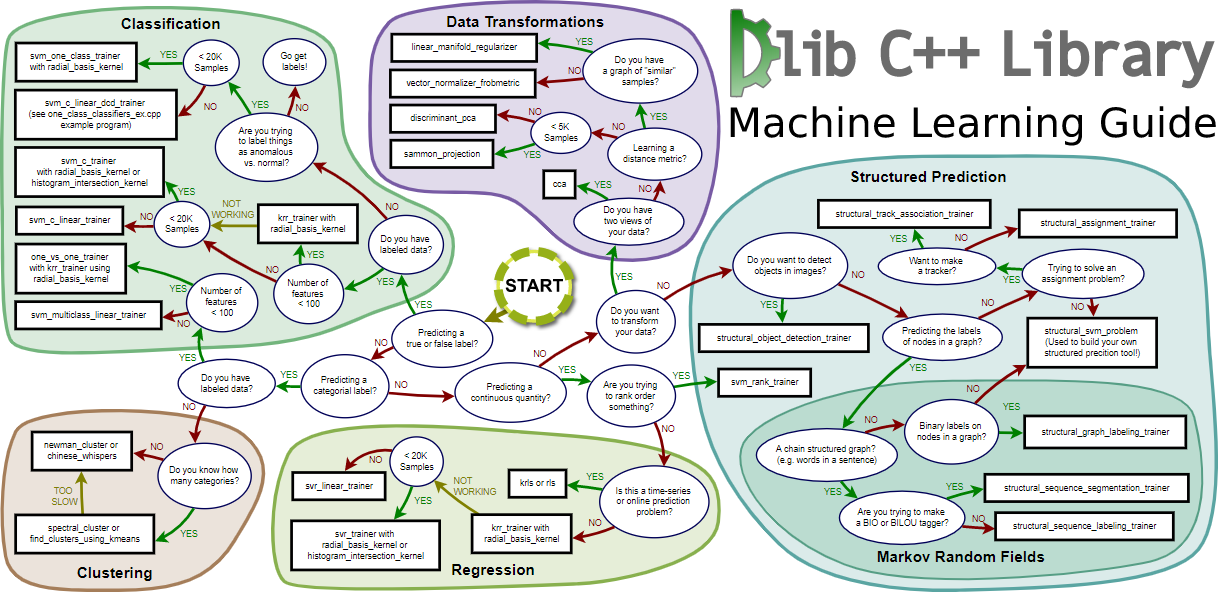 Dlib C++ Library
Machine Learning Guide
Classification
svm_one_class_trainer
with radial_basis_kernel
YES
< 20K
Samples
Go get
labels!
NO
svm_c_linear_dcd_trainer
(see one_class_classifiers_ex.cpp
example program)
YES
NO
Are you trying
to label things
as anomalous
vs. normal?
svm_c_trainer
with radial_basis_kernel or
histogram_intersection_kernel
YES
NOT
WORKING
NO
svm_c_linear_trainer
NO
< 20K
Samples
krr_trainer with
radial_basis_kernel
Do you have
labeled data?
one_vs_one_trainer
with krr_trainer using
radial_basis_kernel
YES
NO
YES
YES
Number of
features
< 100
Number of
features
< 100
svm_multiclass_linear_trainer
NO
YES
YES
Data Transformations
linear_manifold_regularizer
YES
Do you have
a graph of "similar"
samples?
vector_normalizer_frobmetric
NO
discriminant_pca
NO
< 5K
Samples
NO
YES
sammon_projection
YES
Learning a
distance metric?
cca
YES
NO
Do you have
two views of
your data?
START
YES
Do you want
to transform
your data?
NO
Predicting a
true or false label?
NO
NO
Do you have
labeled data?
YES
Predicting a
categorial label?
NO
Predicting a
continuous quantity?
YES
Are you trying
to rank order
something?
YES
svm_rank_trainer
NO
NO
Clustering
newman_cluster or
chinese_whispers
NO
Do you know how
many categories?
TOO
SLOW
YES
spectral_cluster or
find_clusters_using_kmeans
Regression
svr_linear_trainer
NO
< 20K
Samples
YES
NOT
WORKING
krls or rls
YES
Is this a time-series
or online prediction
problem?
svr_trainer with
radial_basis_kernel or
histogram_intersection_kernel
krr_trainer with
radial_basis_kernel
NO
Structured Prediction
structural_track_association_trainer
structural_assignment_trainer
YES
NO
Do you want to detect
objects in images?
NO
Want to make
a tracker?
YES
Trying to solve an
assignment problem?
YES
NO
NO
structural_object_detection_trainer
Predicting the labels
of nodes in a graph?
structural_svm_problem
(Used to build your own
structured precition tool!)
YES
NO
Markov Random Fields
A chain structured graph?
(e.g. words in a sentence)
NO
Binary labels on
nodes in a graph?
YES
structural_graph_labeling_trainer
YES
Are you trying to make
a BIO or BILOU tagger?
YES
structural_sequence_segmentation_trainer
NO
structural_sequence_labeling_trainer